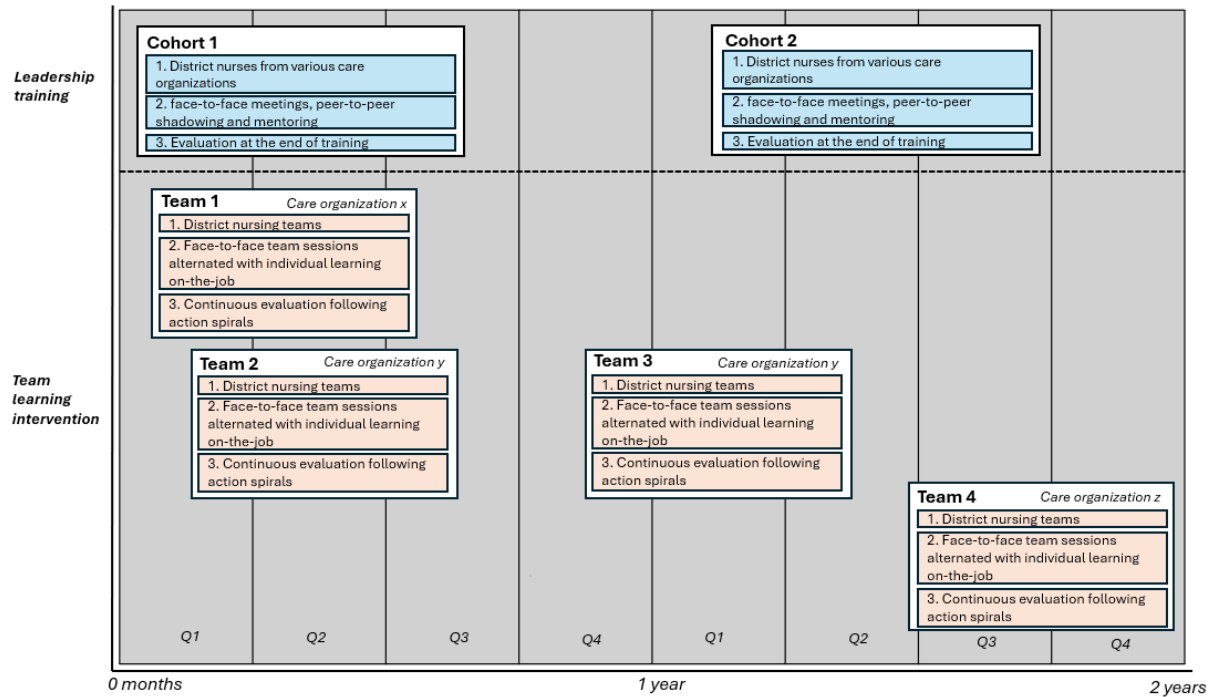 Leadership
training
Cohort 1
1. District nurses from various care
organizations
2. face-to-face meetings, peer-to-peer
shadowing and mentoring
3. Evaluation at the end of training
Cohort 2
1. District nurses from various care
organizations
2. face-to-face meetings, peer-to-peer
shadowing and mentoring
3. Evaluation at the end of training
Team
learning
intervention
Team 1
Care organization x
1. District nursing teams
2. Face-to-face team sessions
alternated with individual learning
on-the-job
3. Continuous evaluation following
action spirals
Team 2
Care organization y
1. District nursing teams
2. Face-to-face team sessions
alternated with individual learning
on-the-job
3. Continuous evaluation following
action spirals
Team 3
Care organization y
1. District nursing teams
2. Face-to-face team sessions
alternated with individual learning
on-the-job
3. Continuous evaluation following
action spirals
Team 4
Care organization z
1. District nursing teams
2. Face-to-face team sessions
alternated with individual learning
on-the-job
3. Continuous evaluation following
action spirals
Q1
Q2
Q3
Q4
Q1
Q2
Q3
Q4
0 months
1 year
2 years